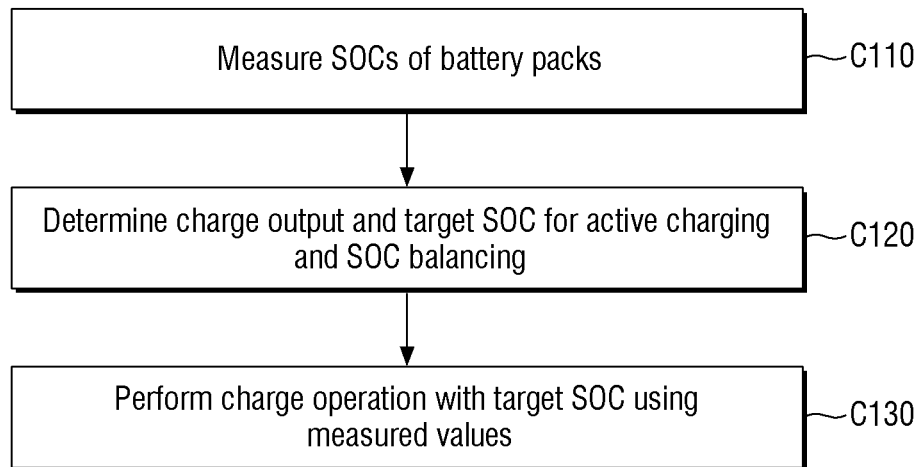 Measure SOCs of battery packs
C110
Determine charge output and target SOC for active charging
and SOC balancing
C120
Perform charge operation with target SOC using
measured values
C130